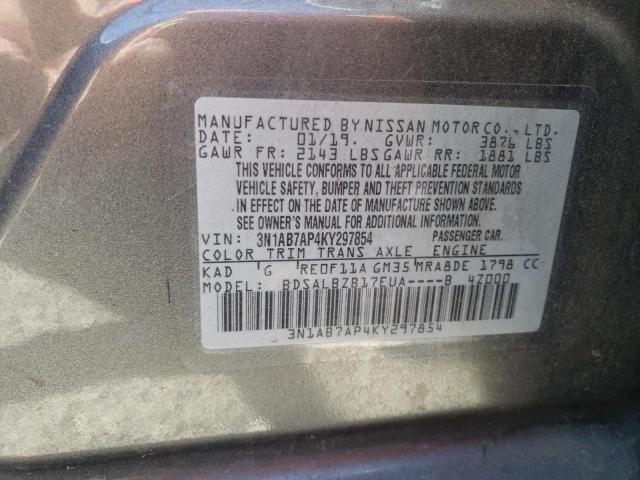 MANUFACTURED BY NISSAN MOTOR CO., LTD.
DATE: 01/19. GVWR: 3876 LBS
GAWR FR: 2143 LBS GAWR RR: 1881 LBS
THIS VEHICLE CONFORMS TO ALL APPLICABLE FEDERAL MOTOR
VEHICLE SAFETY, BUMPER AND THEFT PREVENTION STANDARDS
IN EFFECT ON THE DATE OF MANUFACTURE SHOWN ABOVE.
SEE OWNER'S MANUAL FOR ADDITIONAL INFORMATION.
VIN: 3N1AB7AP4KY297854 PASSENGER CAR.
COLOR TRIM TRANS AXLE ENGINE
KAD G RE0F11A GM35 MRA8DE 1798 CC
MODEL: BDSALBZB17EUA----B 4Z000
3N1AB7AP4KY297854